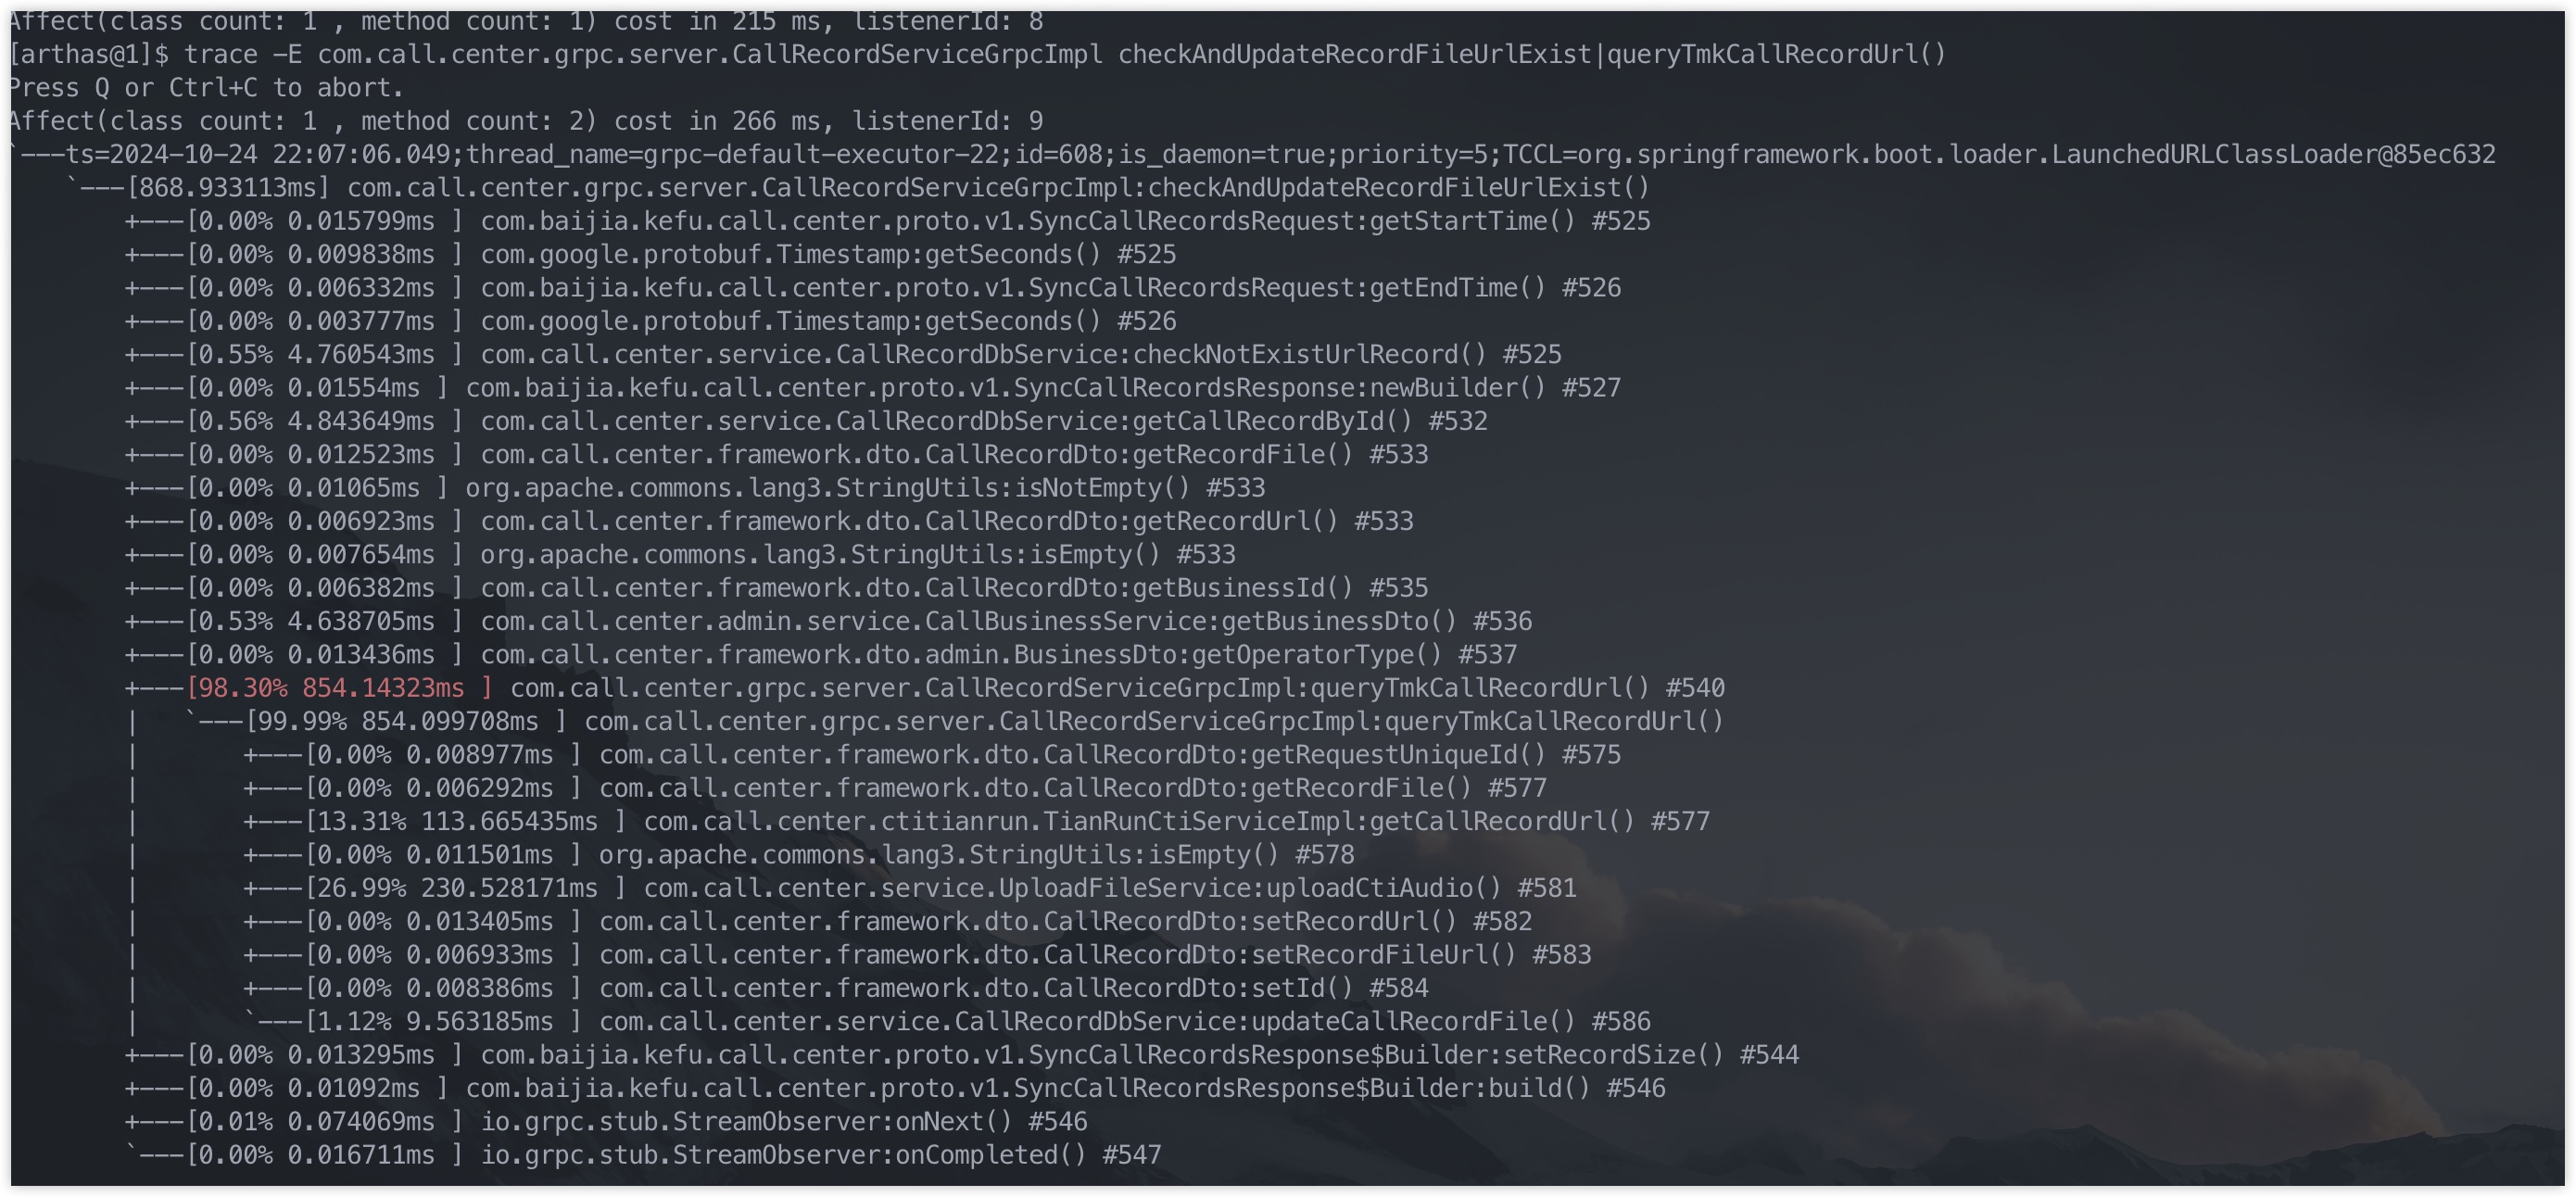 Affect(class count: 1 , method count: 1) cost in 215 ms, listenerId: 8
[arthas@1]$ trace -E com.call.center.grpc.server.CallRecordServiceGrpcImpl checkAndUpdateRecordFileUrlExist|queryTmkCallRecordUrl()
Press Q or Ctrl+C to abort.
Affect(class count: 1 , method count: 2) cost in 266 ms, listenerId: 9
`---ts=2024-10-24 22:07:06.049;thread_name=grpc-default-executor-22;id=608;is_daemon=true;priority=5;TCCL=org.springframework.boot.loader.LaunchedURLClassLoader@85ec632
    `---[868.933113ms] com.call.center.grpc.server.CallRecordServiceGrpcImpl:checkAndUpdateRecordFileUrlExist()
        +---[0.00% 0.015799ms ] com.baijia.kefu.call.center.proto.v1.SyncCallRecordsRequest:getStartTime() #525
        +---[0.00% 0.009838ms ] com.google.protobuf.Timestamp:getSeconds() #525
        +---[0.00% 0.006332ms ] com.baijia.kefu.call.center.proto.v1.SyncCallRecordsRequest:getEndTime() #526
        +---[0.00% 0.003777ms ] com.google.protobuf.Timestamp:getSeconds() #526
        +---[0.55% 4.760543ms ] com.call.center.service.CallRecordDbService:checkNotExistUrlRecord() #525
        +---[0.00% 0.01554ms ] com.baijia.kefu.call.center.proto.v1.SyncCallRecordsResponse:newBuilder() #527
        +---[0.56% 4.843649ms ] com.call.center.service.CallRecordDbService:getCallRecordById() #532
        +---[0.00% 0.012523ms ] com.call.center.framework.dto.CallRecordDto:getRecordFile() #533
        +---[0.00% 0.01065ms ] org.apache.commons.lang3.StringUtils:isNotEmpty() #533
        +---[0.00% 0.006923ms ] com.call.center.framework.dto.CallRecordDto:getRecordUrl() #533
        +---[0.00% 0.007654ms ] org.apache.commons.lang3.StringUtils:isEmpty() #533
        +---[0.00% 0.006382ms ] com.call.center.framework.dto.CallRecordDto:getBusinessId() #535
        +---[0.53% 4.638705ms ] com.call.center.admin.service.CallBusinessService:getBusinessDto() #536
        +---[0.00% 0.013436ms ] com.call.center.framework.dto.admin.BusinessDto:getOperatorType() #537
        +---[98.30% 854.14323ms ] com.call.center.grpc.server.CallRecordServiceGrpcImpl:queryTmkCallRecordUrl() #540
        |   `---[99.99% 854.099708ms ] com.call.center.grpc.server.CallRecordServiceGrpcImpl:queryTmkCallRecordUrl()
        |       +---[0.00% 0.008977ms ] com.call.center.framework.dto.CallRecordDto:getRequestUniqueId() #575
        |       +---[0.00% 0.006292ms ] com.call.center.framework.dto.CallRecordDto:getRecordFile() #577
        |       +---[13.31% 113.665435ms ] com.call.center.ctitianrun.TianRunCtiServiceImpl:getCallRecordUrl() #577
        |       +---[0.00% 0.011501ms ] org.apache.commons.lang3.StringUtils:isEmpty() #578
        |       +---[26.99% 230.528171ms ] com.call.center.service.UploadFileService:uploadCtiAudio() #581
        |       +---[0.00% 0.013405ms ] com.call.center.framework.dto.CallRecordDto:setRecordUrl() #582
        |       +---[0.00% 0.006933ms ] com.call.center.framework.dto.CallRecordDto:setRecordFileUrl() #583
        |       +---[0.00% 0.008386ms ] com.call.center.framework.dto.CallRecordDto:setId() #584
        |       `---[1.12% 9.563185ms ] com.call.center.service.CallRecordDbService:updateCallRecordFile() #586
        +---[0.00% 0.013295ms ] com.baijia.kefu.call.center.proto.v1.SyncCallRecordsResponse$Builder:setRecordSize() #544
        +---[0.00% 0.01092ms ] com.baijia.kefu.call.center.proto.v1.SyncCallRecordsResponse$Builder:build() #546
        +---[0.01% 0.074069ms ] io.grpc.stub.StreamObserver:onNext() #546
        `---[0.00% 0.016711ms ] io.grpc.stub.StreamObserver:onCompleted() #547